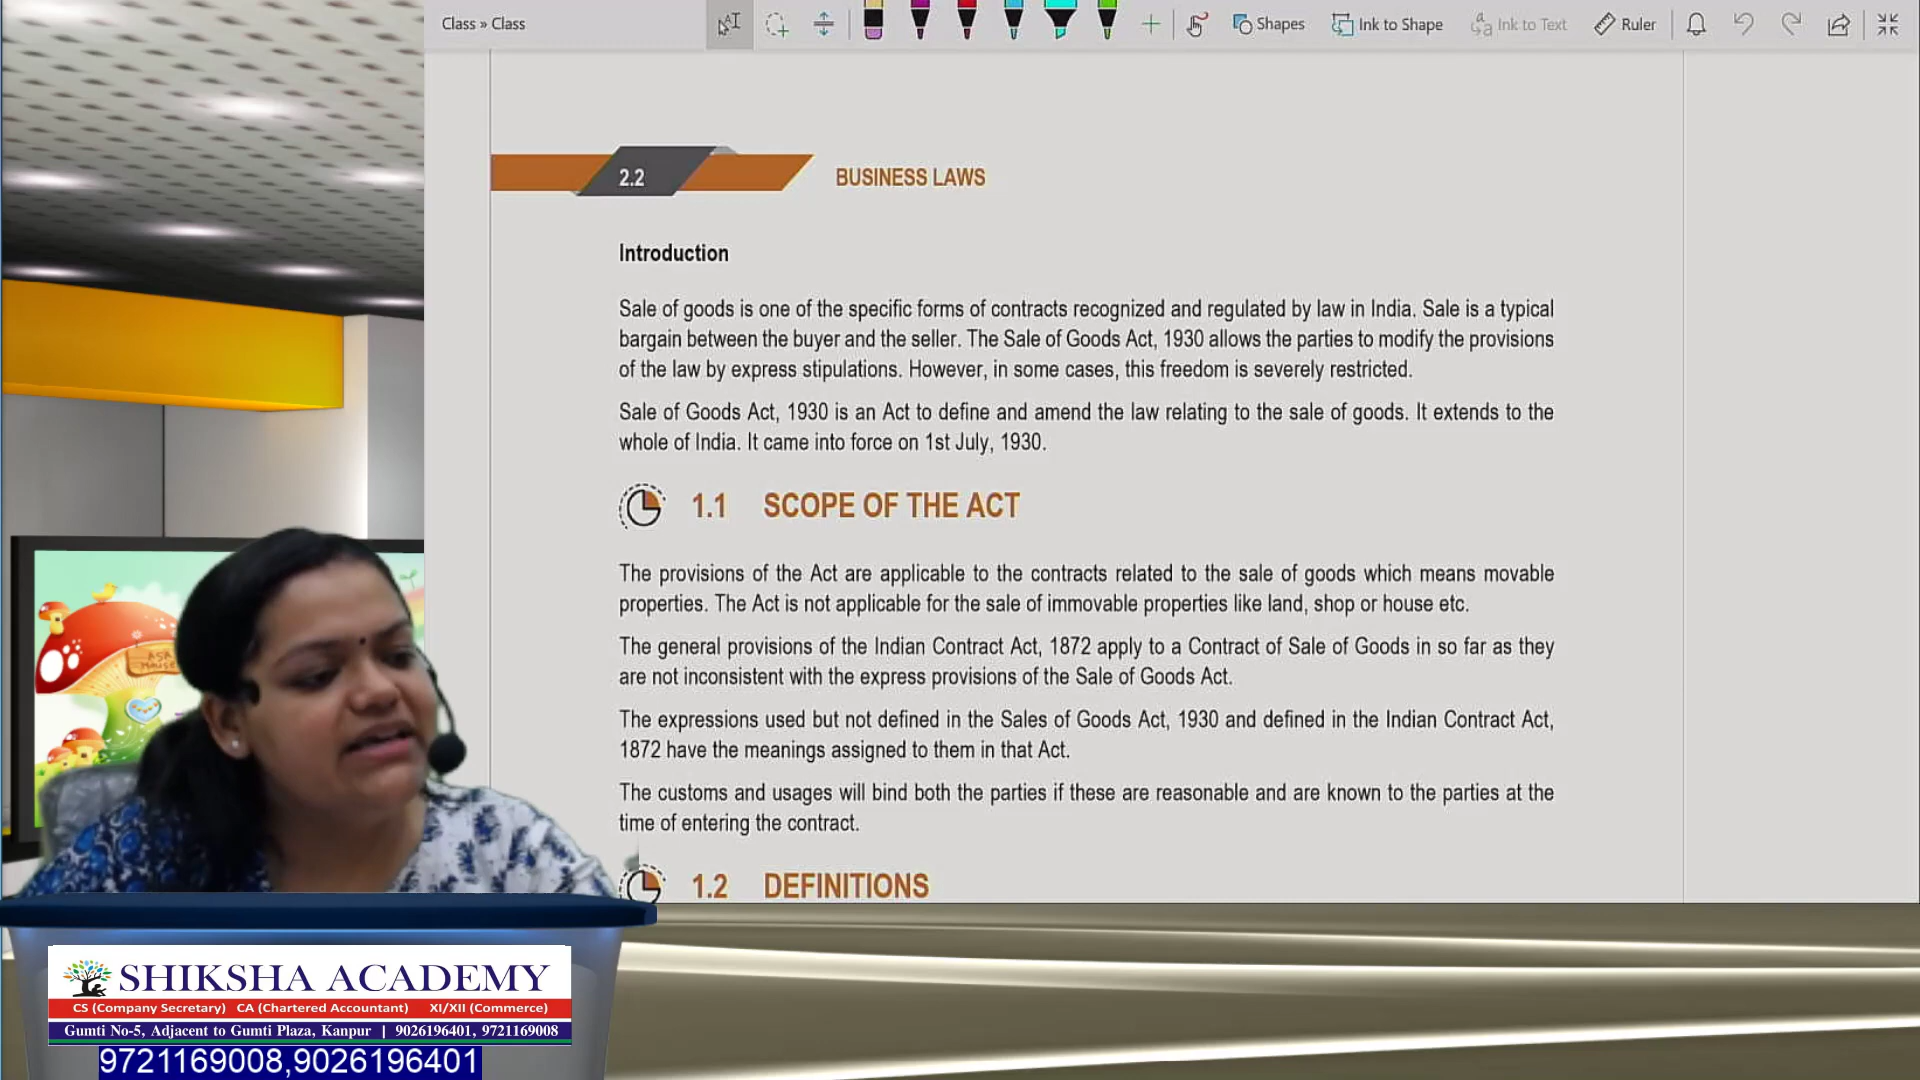 Class » Class
Shapes
Ink to Shape
Ink to Text
Ruler
2.2
BUSINESS LAWS
Introduction
Sale of goods is one of the specific forms of contracts recognized and regulated by law in India. Sale is a typical
bargain between the buyer and the seller. The Sale of Goods Act, 1930 allows the parties to modify the provisions
of the law by express stipulations. However, in some cases, this freedom is severely restricted.
Sale of Goods Act, 1930 is an Act to define and amend the law relating to the sale of goods. It extends to the
whole of India. It came into force on 1st July, 1930.
1.1 SCOPE OF THE ACT
The provisions of the Act are applicable to the contracts related to the sale of goods which means movable
properties. The Act is not applicable for the sale of immovable properties like land, shop or house etc.
The general provisions of the Indian Contract Act, 1872 apply to a Contract of Sale of Goods in so far as they
are not inconsistent with the express provisions of the Sale of Goods Act.
The expressions used but not defined in the Sales of Goods Act, 1930 and defined in the Indian Contract Act,
1872 have the meanings assigned to them in that Act.
The customs and usages will bind both the parties if these are reasonable and are known to the parties at the
time of entering the contract.
1.2 DEFINITIONS
SHIKSHA ACADEMY
CS (Company Secretary) CA (Chartered Accountant) XI/XII (Commerce)
Gumti No-5, Adjacent to Gumti Plaza, Kanpur | 9026196401, 9721169008
9721169008,9026196401